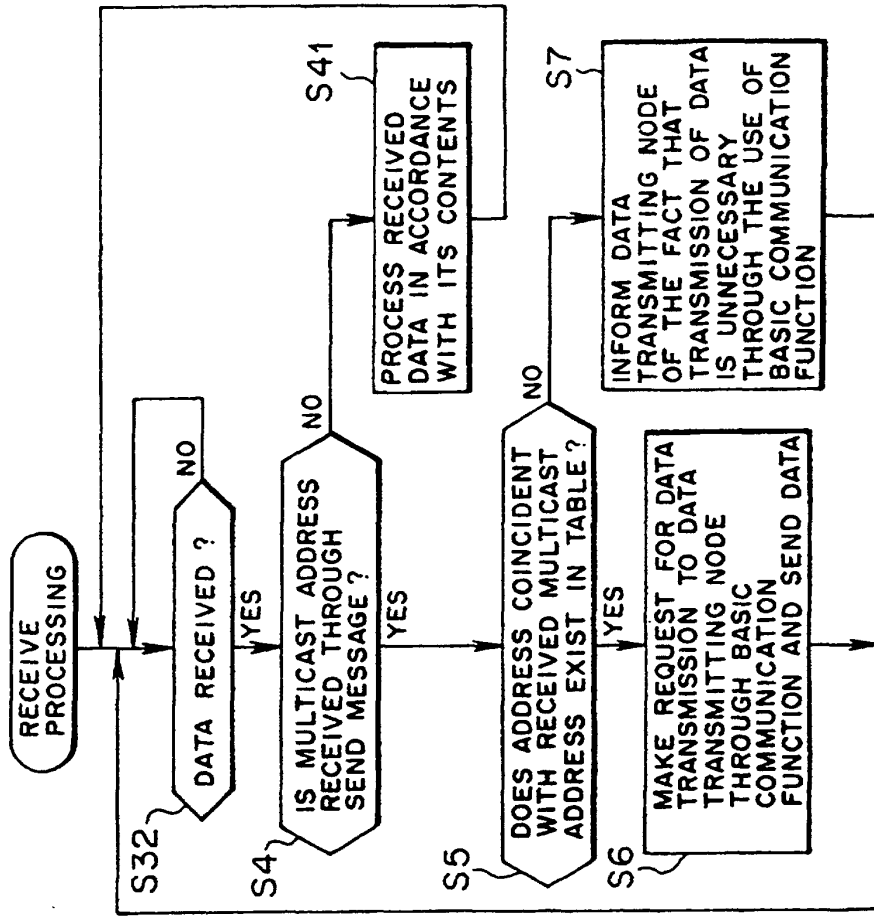 RECEIVE
PROCESSING
S32
DATA RECEIVED ?
NO
YES
S4
IS MULTICAST ADDRESS
RECEIVED THROUGH
SEND MESSAGE ?
NO
YES
S41
PROCESS RECEIVED
DATA IN ACCORDANCE
WITH ITS CONTENTS
S5
DOES ADDRESS COINCIDENT
WITH RECEIVED MULTICAST
ADDRESS EXIST IN TABLE ?
NO
YES
S6
MAKE REQUEST FOR DATA
TRANSMISSION TO DATA
TRANSMITTING NODE
THROUGH BASIC
COMMUNICATION
FUNCTION AND SEND DATA
S7
INFORM DATA
TRANSMITTING NODE
OF THE FACT THAT
TRANSMISSION OF DATA
IS UNNECESSARY
THROUGH THE USE OF
BASIC COMMUNICATION
FUNCTION